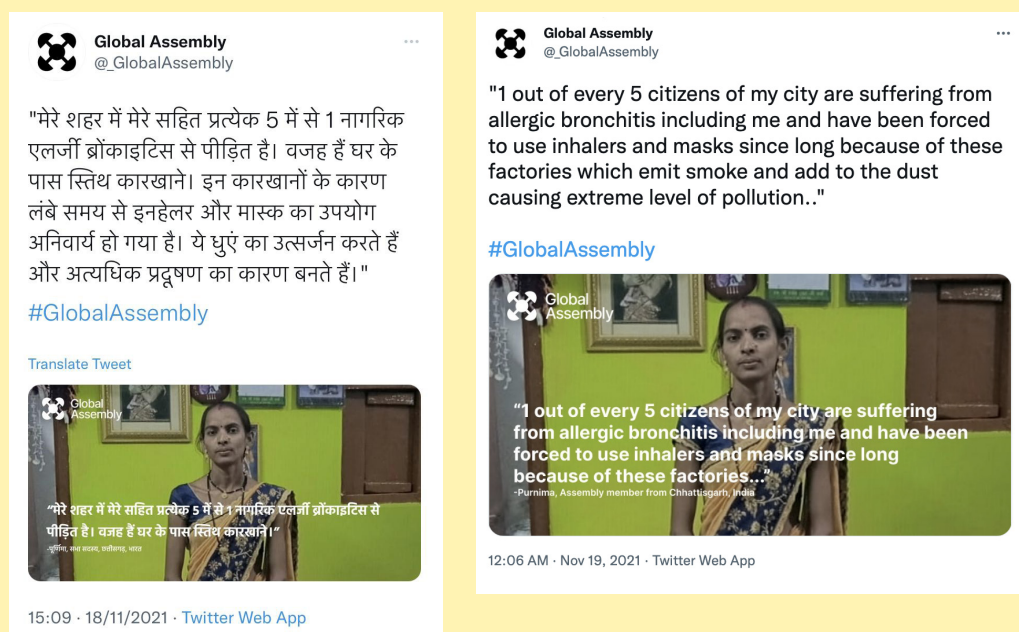 Global Assembly
@_GlobalAssembly
"मेरे शहर में मेरे सहित प्रत्येक 5 में से 1 नागरिक
एलर्जी ब्रोंकाइटिस से पीड़ित है। वजह हैं घर के
पास स्तिथ कारखाने। इन कारखानों के कारण
लंबे समय से इनहेलर और मास्क का उपयोग
अनिवार्य हो गया है। ये धुएं का उत्सर्जन करते हैं
और अत्यधिक प्रदूषण का कारण बनते हैं।"
#GlobalAssembly
Translate Tweet
Global
Assembly
"मेरे शहर में मेरे सहित प्रत्येक 5 में से 1 नागरिक एलर्जी ब्रोंकाइटिस से
पीड़ित है। वजह हैं घर के पास स्तिथ कारखाने।"
-पूर्णिमा, सभा सदस्य, छत्तीसगढ़, भारत
15:09 · 18/11/2021 · Twitter Web App
Global Assembly
@_GlobalAssembly
"1 out of every 5 citizens of my city are suffering from
allergic bronchitis including me and have been forced
to use inhalers and masks since long because of these
factories which emit smoke and add to the dust
causing extreme level of pollution.."
#GlobalAssembly
Global
Assembly
“1 out of every 5 citizens of my city are suffering
from allergic bronchitis including me and have been
forced to use inhalers and masks since long
because of these factories...”
-Purnima, Assembly member from Chhattisgarh, India
12:06 AM · Nov 19, 2021 · Twitter Web App